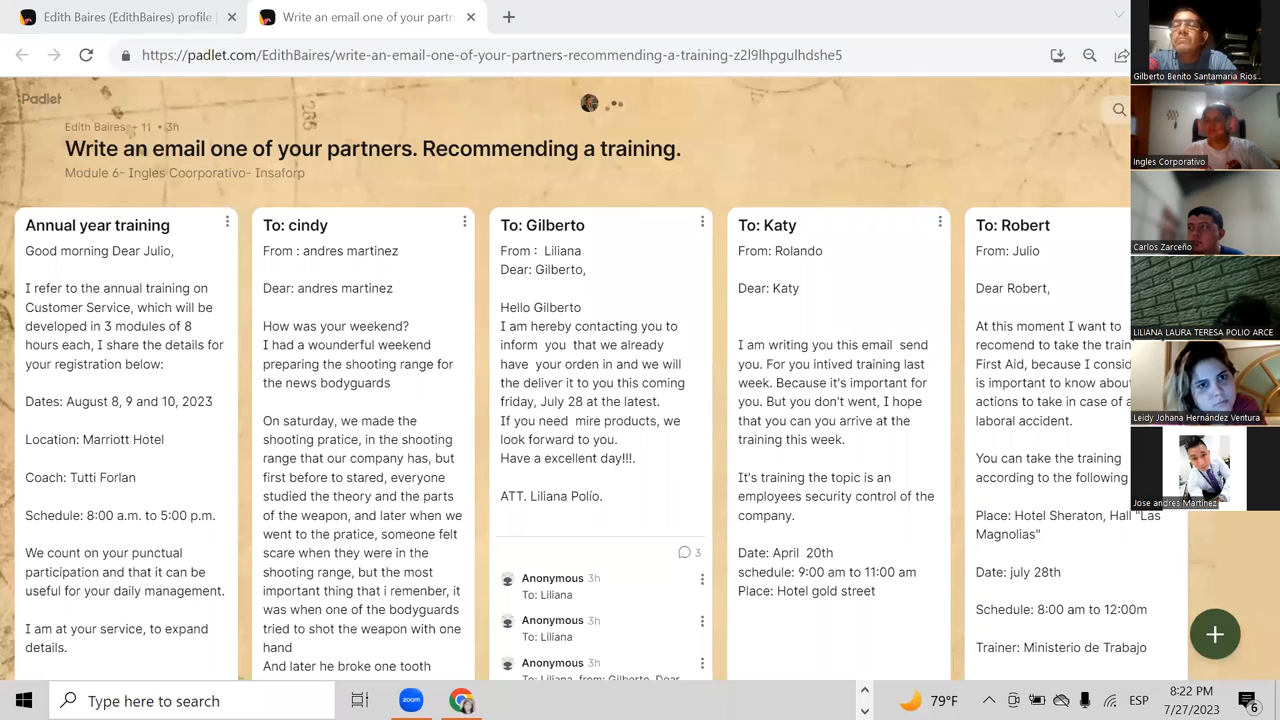 Edith Baires (EdithBaires) profile
Write an email one of your partn
https://padlet.com/EdithBaires/write-an-email-one-of-your-partners-recommending-a-training-z2l9lhpgulhdshe5
:Padlet
Edith Baires + 11 • 3h
Write an email one of your partners. Recommending a training.
Module 6- Ingles Coorporativo- Insaforp
Annual year training
Good morning Dear Julio,
I refer to the annual training on
Customer Service, which will be
developed in 3 modules of 8
hours each, I share the details for
your registration below:
Dates: August 8, 9 and 10, 2023
Location: Marriott Hotel
Coach: Tutti Forlan
Schedule: 8:00 a.m. to 5:00 p.m.
We count on your punctual
participation and that it can be
useful for your daily management.
I am at your service, to expand
details.
To: cindy
From : andres martinez
Dear: andres martinez
How was your weekend?
I had a wounderful weekend
preparing the shooting range for
the news bodyguards
On saturday, we made the
shooting pratice, in the shooting
range that our company has, but
first before to stared, everyone
studied the theory and the parts
of the weapon, and later when we
went to the pratice, someone felt
scare when they were in the
shooting range, but the most
important thing that i remenber, it
was when one of the bodyguards
tried to shot the weapon with one
hand
And later he broke one tooth
To: Gilberto
From : Liliana
Dear: Gilberto,
Hello Gilberto
I am hereby contacting you to
inform you that we already
have your orden in and we will
the deliver it to you this coming
friday, July 28 at the latest.
If you need mire products, we
look forward to you.
Have a excellent day!!!.
ATT. Liliana Polío.
3
Anonymous 3h
To: Liliana
Anonymous 3h
To: Liliana
Anonymous 3h
To: Liliana, from: Gilberto, Dear
To: Katy
From: Rolando
Dear: Katy
I am writing you this email send
you. For you intived training last
week. Because it's important for
you. But you don't went, I hope
that you can you arrive at the
training this week.
It's training the topic is an
employees security control of the
company.
Date: April 20th
schedule: 9:00 am to 11:00 am
Place: Hotel gold street
To: Robert
From: Julio
Dear Robert,
At this moment I want to
recomend to take the train
First Aid, because I consid
is important to know abou
actions to take in case of a
laboral accident.
You can take the training
according to the following
Place: Hotel Sheraton, Hall "Las
Magnolias"
Date: july 28th
Schedule: 8:00 am to 12:00m
Trainer: Ministerio de Trabajo
Gilberto Benito Santamaria Rios
Ingles Corporativo
Carlos Zarceño
LILIANA LAURA TERESA POLIO ARCE
Leidy Johana Hernández Ventura
Jose andres Martinez
Type here to search
zoom
79°F
ESP
8:22 PM
7/27/2023
6